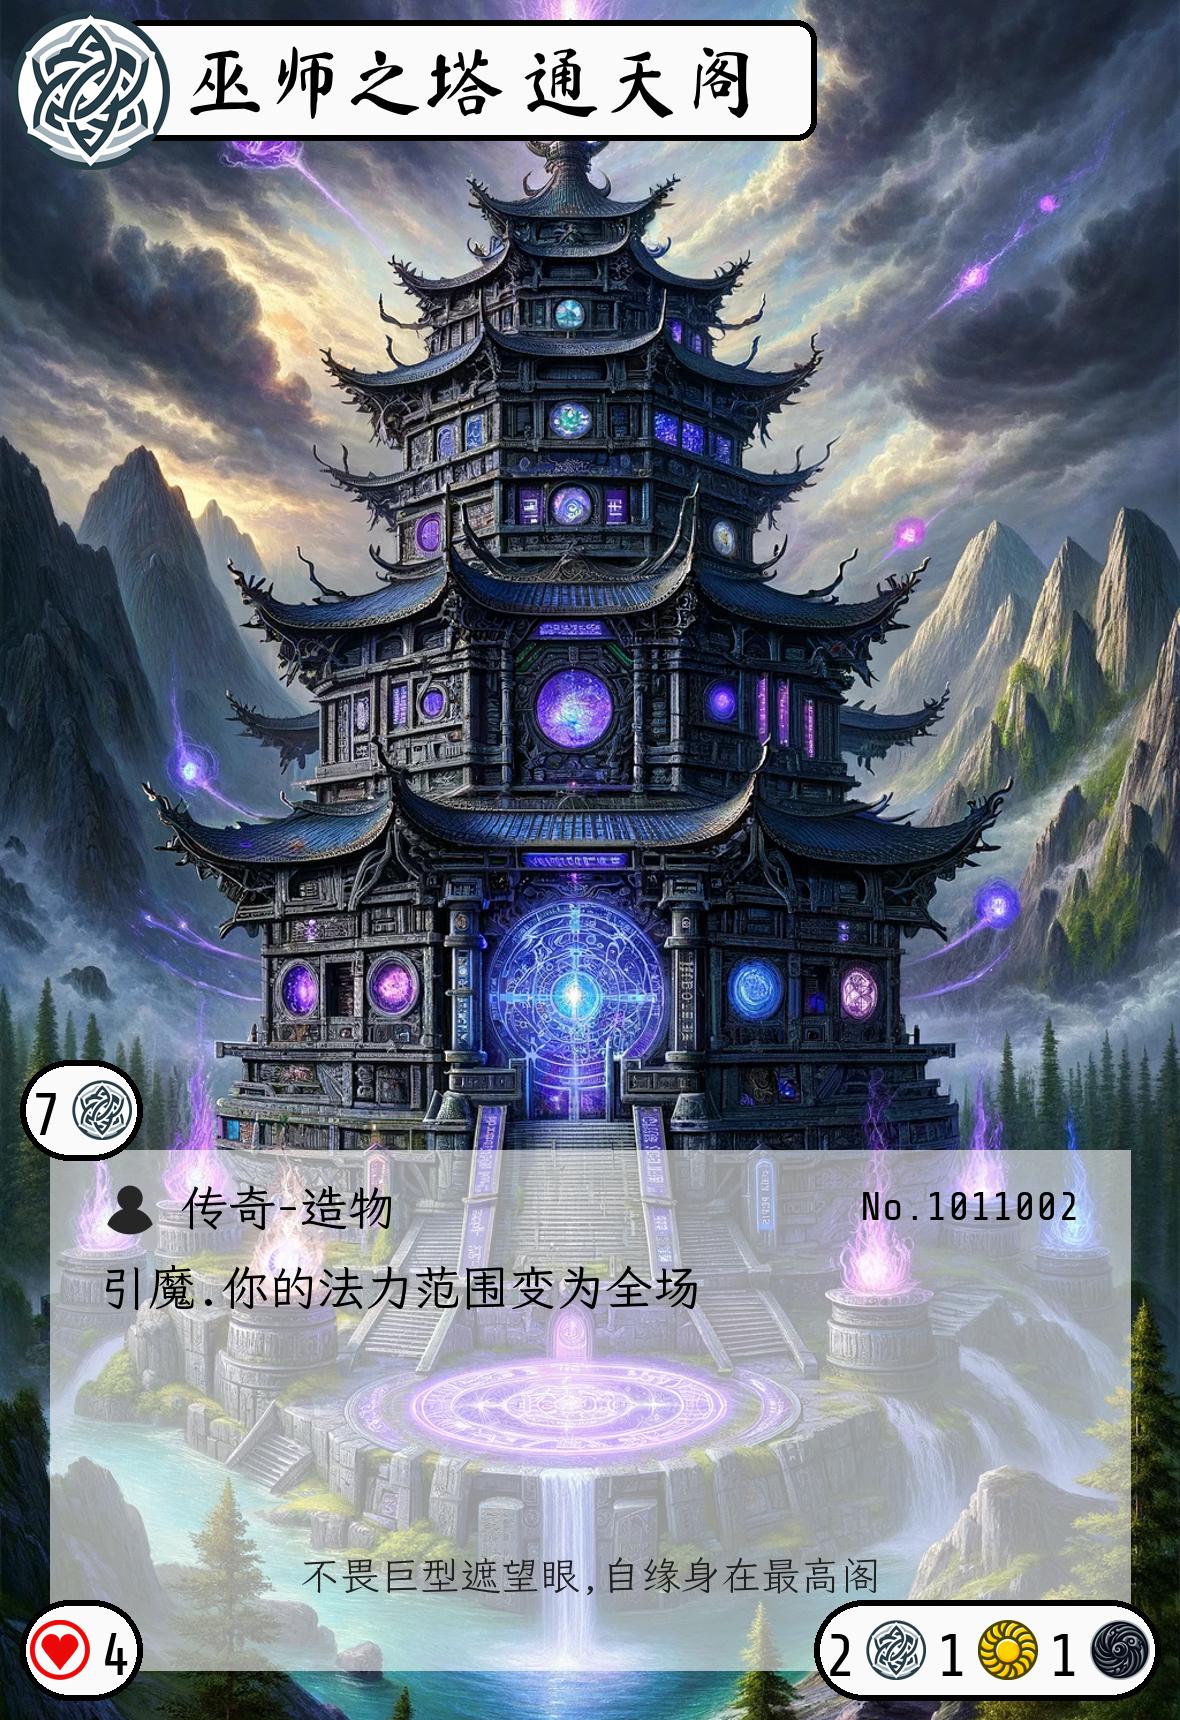 巫师之塔 通天阁
7
传奇-造物
No.1011002
引魔.你的法力范围变为全场
不畏巨型遮望眼,自缘身在最高阁
4
2 1 1